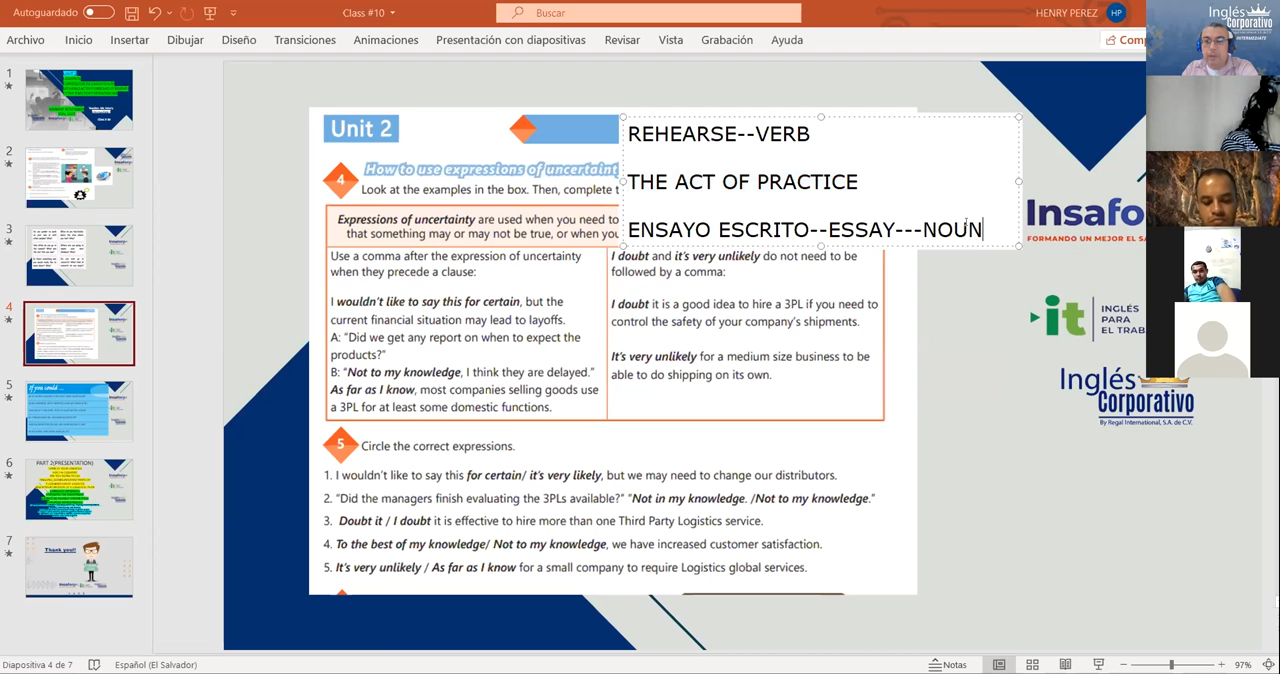 Autoguardado
Class #10
Buscar
HENRY PEREZ
HP
Archivo
Inicio
Insertar
Dibujar
Diseño
Transiciones
Animaciones
Presentación con diapositivas
Revisar
Vista
Grabación
Ayuda
Inglés
Corporativo
INTERMEDIATE
1
2
3
4
5
If you could ...
6
PART 2(PRESENTATION)
7
Thank you!!
Unit 2
REHEARSE--VERB
THE ACT OF PRACTICE
ENSAYO ESCRITO--ESSAY---NOUN
4
How to use expressions of uncertaint
Look at the examples in the box. Then, complete t
Expressions of uncertainty are used when you need to
that something may or may not be true, or when you
Use a comma after the expression of uncertainty
when they precede a clause:
I wouldn't like to say this for certain, but the
current financial situation may lead to layoffs.
A: "Did we get any report on when to expect the
products?"
B: "Not to my knowledge, I think they are delayed."
As far as I know, most companies selling goods use
a 3PL for at least some domestic functions.
I doubt and it's very unlikely do not need to be
followed by a comma:
I doubt it is a good idea to hire a 3PL if you need to
control the safety of your company's shipments.
It's very unlikely for a medium size business to be
able to do shipping on its own.
5
Circle the correct expressions.
1. I wouldn't like to say this for certain/ it's very likely, but we may need to change our distributors.
2. "Did the managers finish evaluating the 3PLs available?" "Not in my knowledge. /Not to my knowledge."
3. Doubt it / I doubt it is effective to hire more than one Third Party Logistics service.
4. To the best of my knowledge/ Not to my knowledge, we have increased customer satisfaction.
5. It's very unlikely / As far as I know for a small company to require Logistics global services.
Insafo
FORMANDO UN MEJOR EL SA
it
INGLÉS
PARA
EL TRAB
Inglés
Corporativo
By Regal International, S.A. de C.V.
Diapositiva 4 de 7
Español (El Salvador)
Notas
97%